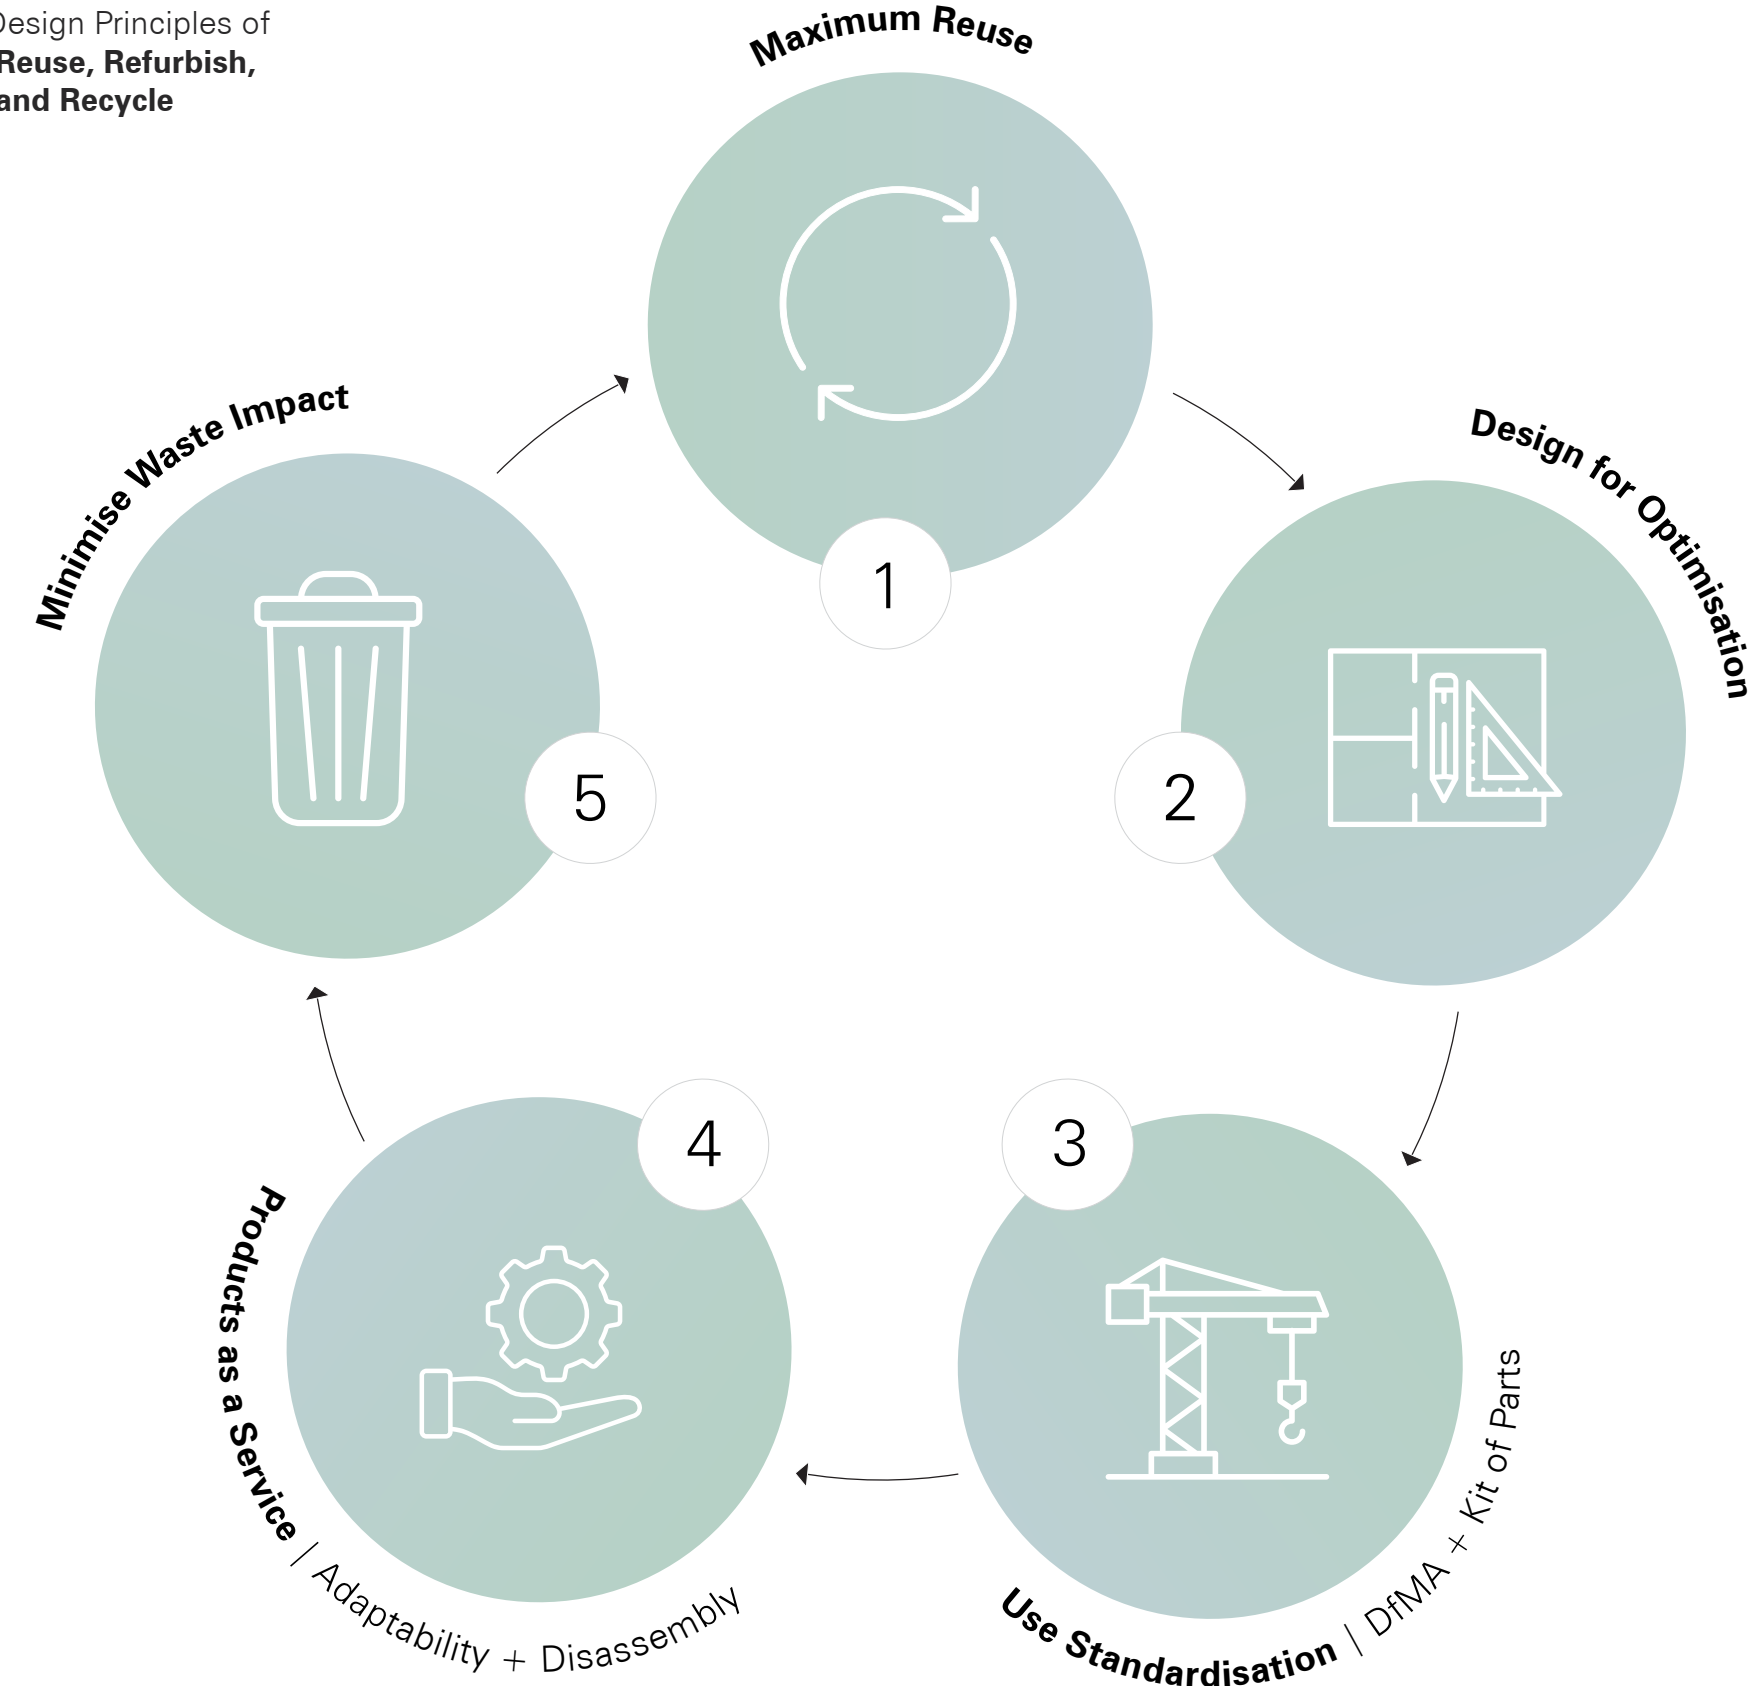 Design Principles of
Reuse, Refurbish,
and Recycle
Maximum Reuse
1
Design for Optimisation
2
Use Standardisation | DfMA + Kit of Parts
3
Products as a Service | Adaptability + Disassembly
4
Minimise Waste Impact
5